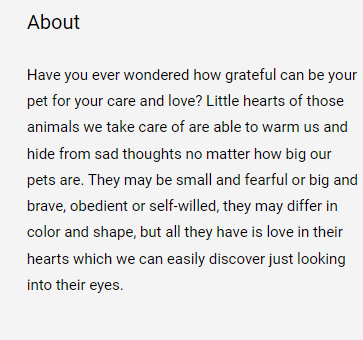 About
Have you ever wondered how grateful can be your
pet for your care and love? Little hearts of those
animals we take care of are able to warm us and
hide from sad thoughts no matter how big our
pets are. They may be small and fearful or big and
brave, obedient or self-willed, they may differ in
color and shape, but all they have is love in their
hearts which we can easily discover just looking
into their eyes.